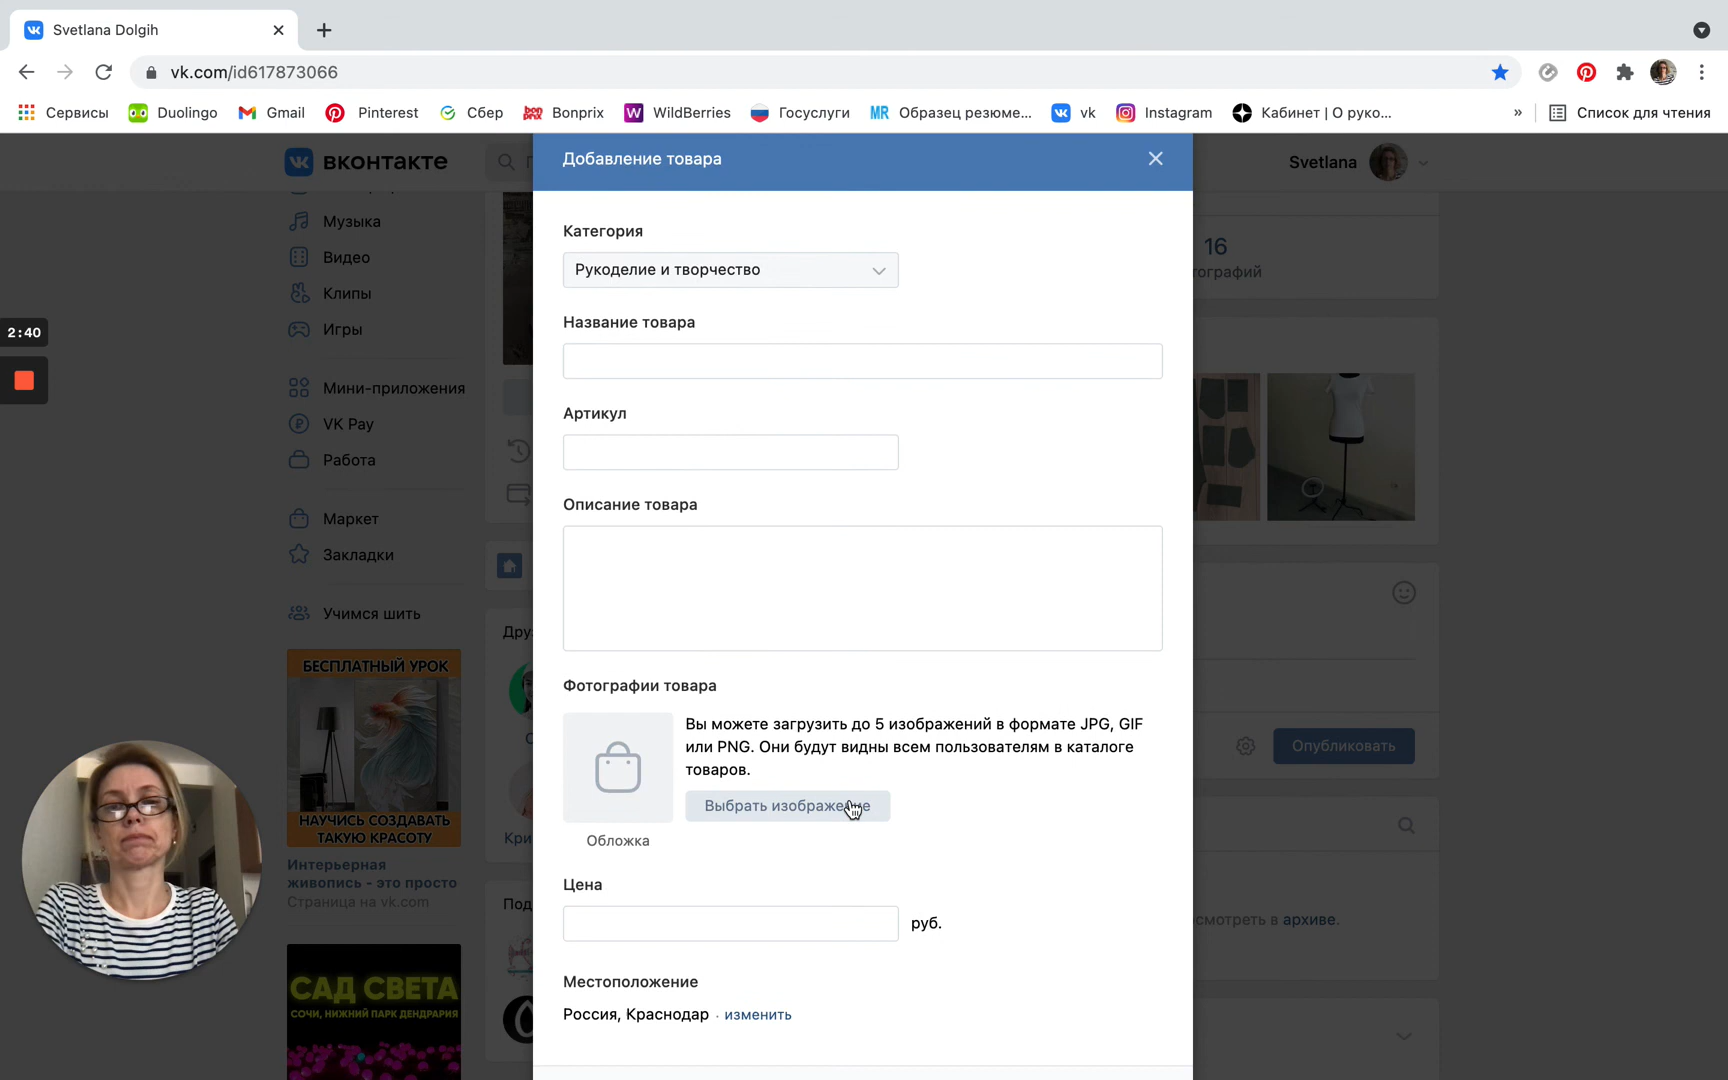 Svetlana Dolgih
vk.com/id617873066
Сервисы
Duolingo
Gmail
Pinterest
Сбер
Bonprix
WildBerries
Госуслуги
MR Образец резюме...
vk
Instagram
Кабинет | О руко...
»
Список для чтения
вконтакте
Добавление товара
Svetlana
Музыка
Видео
Клипы
Игры
Мини-приложения
VK Pay
Работа
Маркет
Закладки
Учимся шить
2:40
Категория
Рукоделие и творчество
Название товара
Артикул
Описание товара
Фотографии товара
Вы можете загрузить до 5 изображений в формате JPG, GIF
или PNG. Они будут видны всем пользователям в каталоге
товаров.
Выбрать изображение
Обложка
Цена
руб.
Местоположение
Россия, Краснодар · изменить
16
Опубликовать
архиве.
БЕСПЛАТНЫЙ УРОК
НАУЧИСЬ СОЗДАВАТЬ
ТАКУЮ КРАСОТУ
Интерьерная
живопись - это просто
Страница на vk.com
САД СВЕТА
СОЧИ, НИЖНИЙ ПАРК ДЕНДРАРИЯ